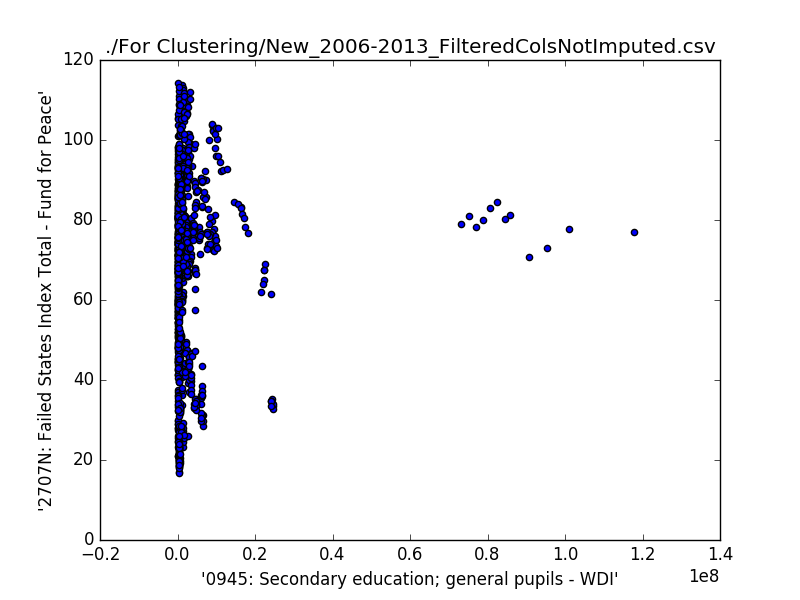 ./For Clustering/New_2006-2013_FilteredColsNotImputed.csv
120
100
80
60
40
20
0
'2707N: Failed States Index Total - Fund for Peace'
−0.2 0.0 0.2 0.4 0.6 0.8 1.0 1.2 1.4
1e8
'0945: Secondary education; general pupils - WDI'